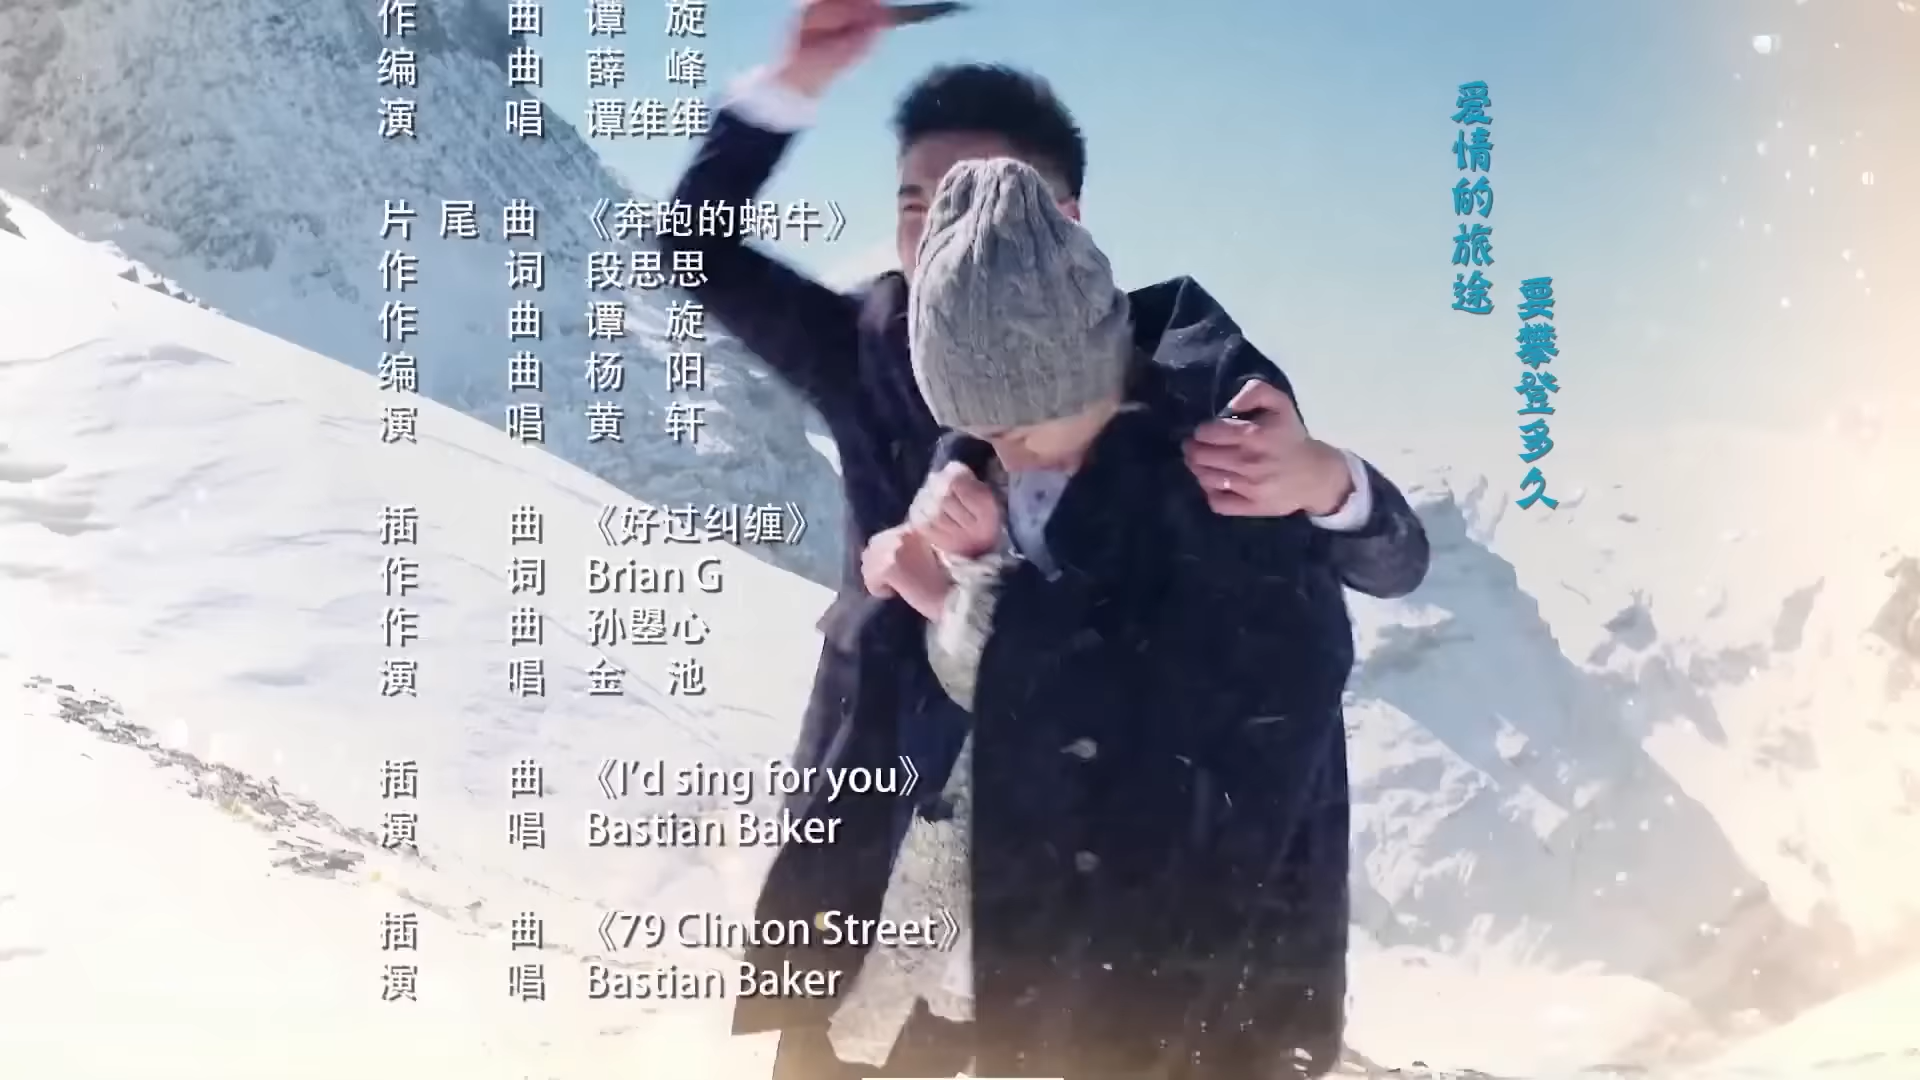 作 曲 谭 旋
编 曲 薛 峰
演 唱 谭维维
片 尾 曲 《奔跑的蜗牛》
作 词 段思思
作 曲 谭 旋
编 曲 杨 阳
演 唱 黄 轩
插 曲 《好过纠缠》
作 词 Brian G
作 曲 孙曌心
演 唱 金 池
插 曲 《I'd sing for you》
演 唱 Bastian Baker
插 曲 《79 Clinton Street》
演 唱 Bastian Baker
爱情的旅途
要攀登多久